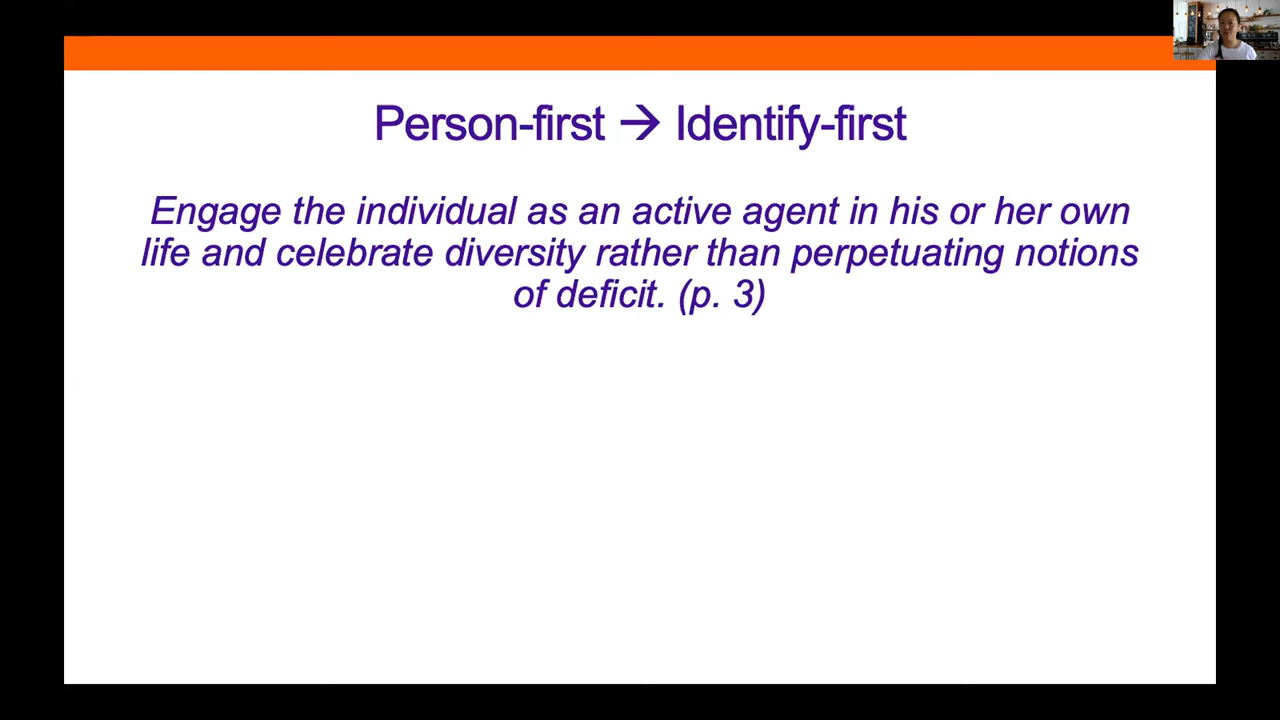 Person-first → Identify-first
Engage the individual as an active agent in his or her own
life and celebrate diversity rather than perpetuating notions
of deficit. (p. 3)